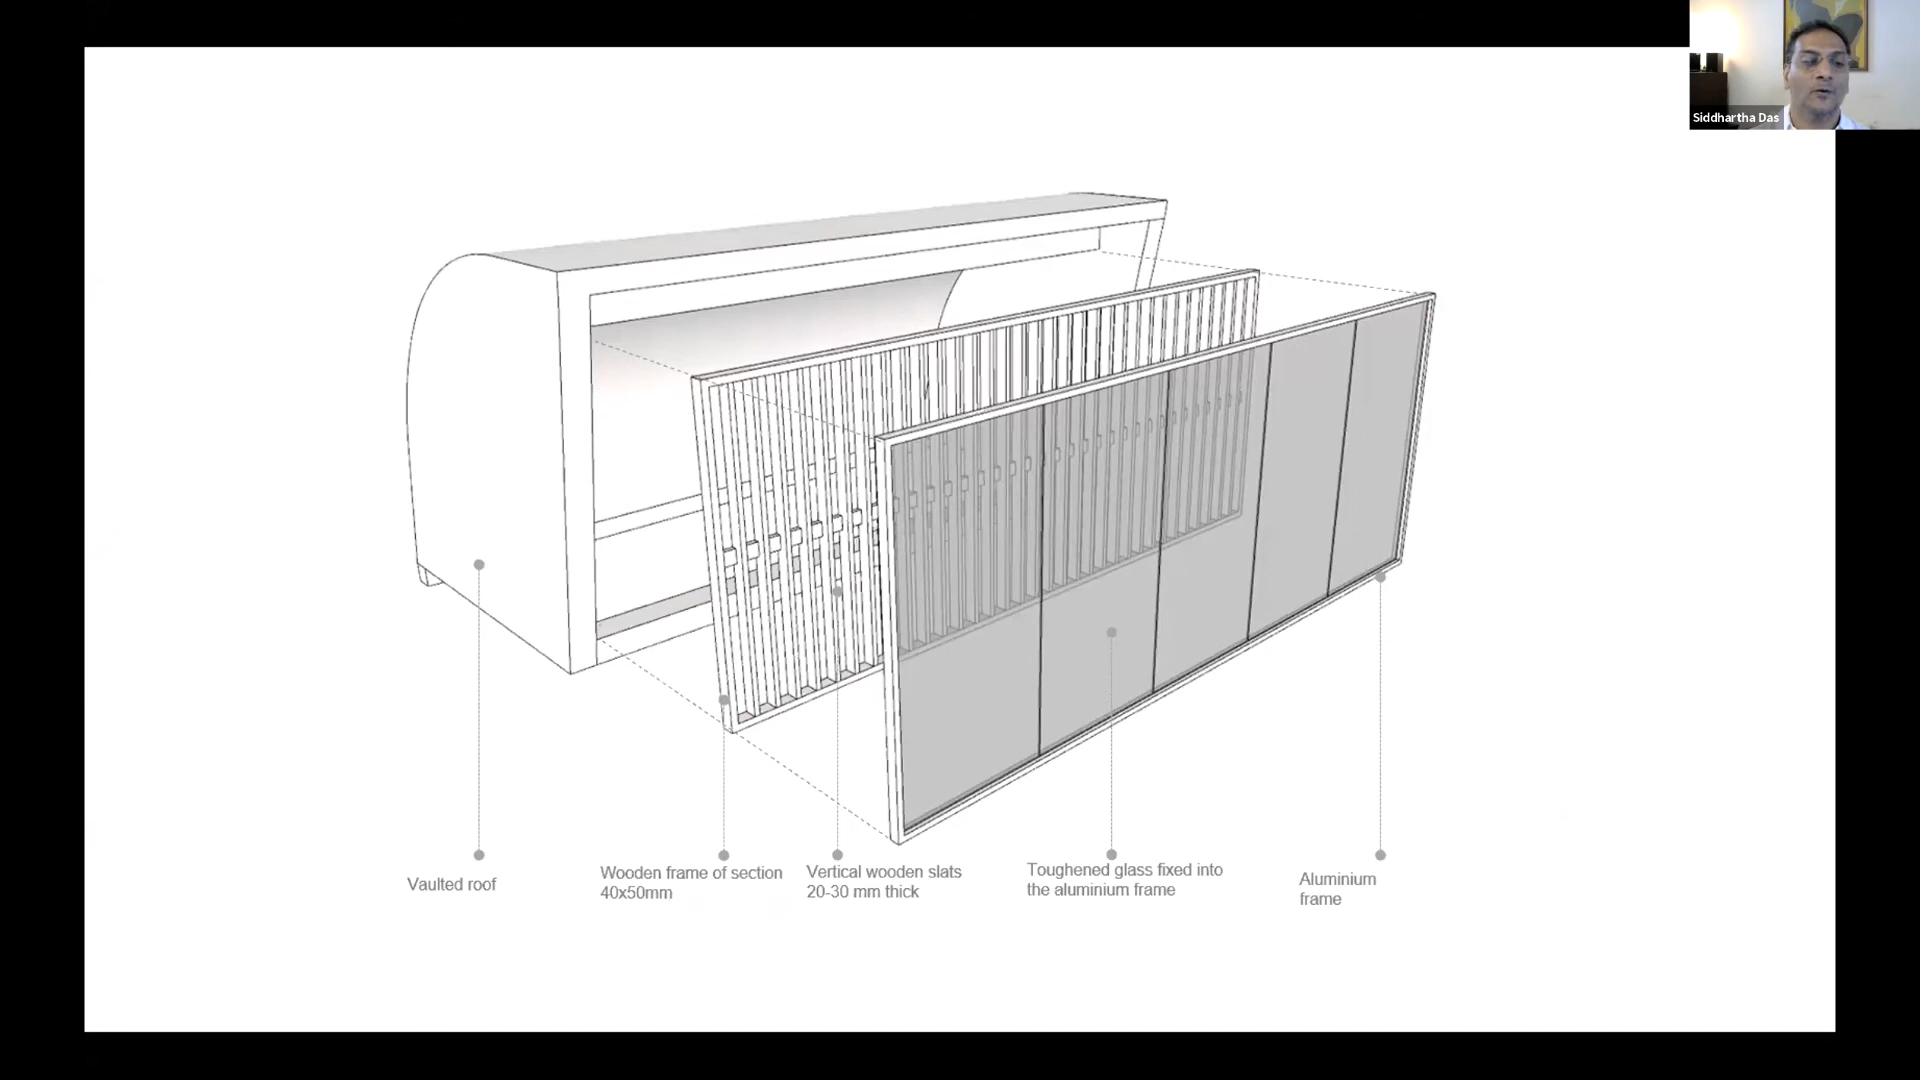 Siddhartha Das
Vaulted roof
Wooden frame of section
40x50mm
Vertical wooden slats
20-30 mm thick
Toughened glass fixed into
the aluminium frame
Aluminium
frame